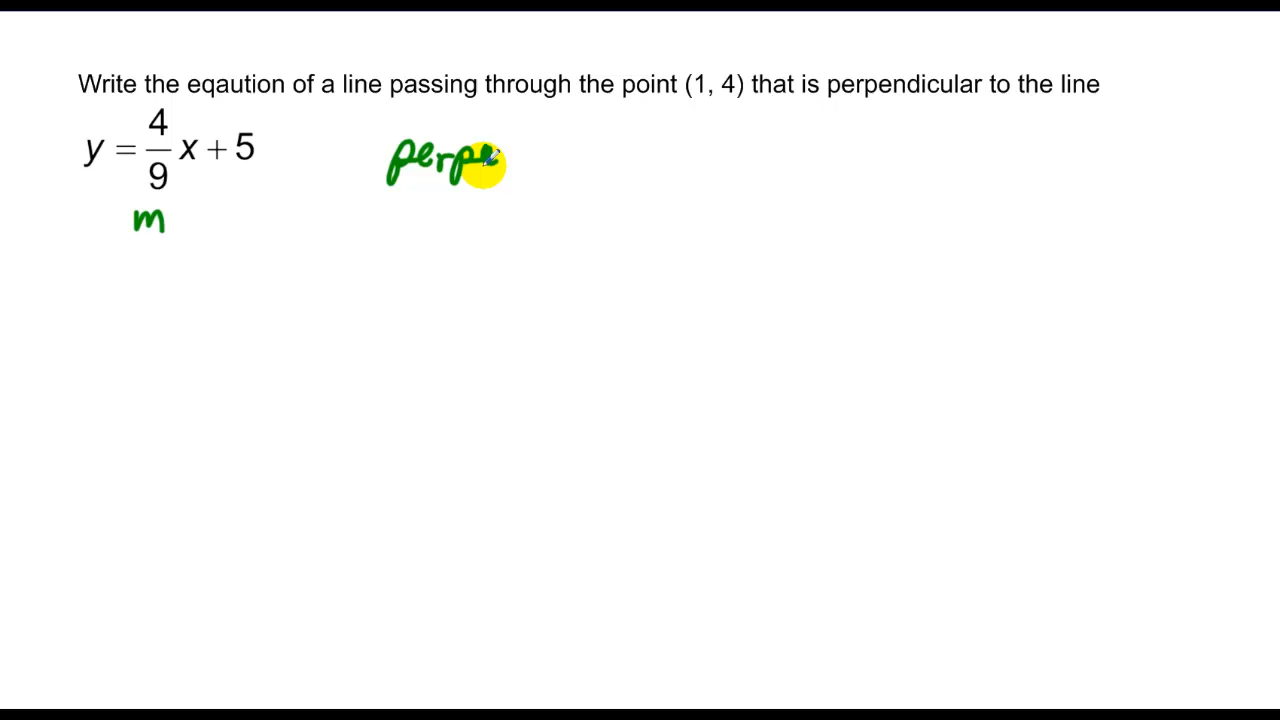 Write the eqaution of a line passing through the point (1, 4) that is perpendicular to the line
y = 4/9 x + 5
perpe
m